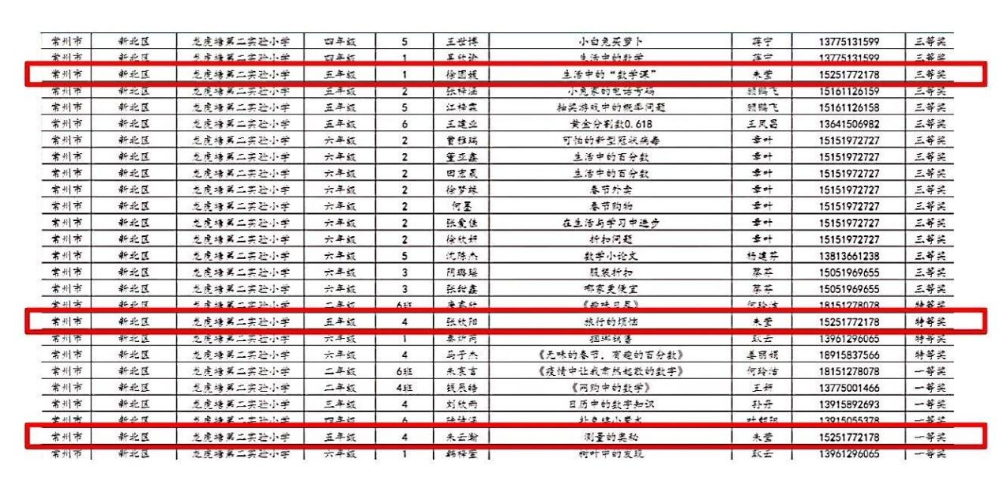 常州市 新北区 龙虎塘第二实验小学 四年级 5 王世博 小白兔买萝卜 蒋宁 13775131599 三等奖
常州市 新北区 龙虎塘第二实验小学 四年级 1 生活中的数学 蒋宁 13775131599 三等奖
常州市 新北区 龙虎塘第二实验小学 五年级 1 徐圆媛 生活中的“数学课” 朱莹 15251772178 三等奖
常州市 新北区 龙虎塘第二实验小学 五年级 2 张梓涵 小兔家的电话号码 顾鹏飞 15161126159 三等奖
常州市 新北区 龙虎塘第二实验小学 五年级 5 江梓霖 抽奖游戏中的概率问题 顾鹏飞 15161126158 三等奖
常州市 新北区 龙虎塘第二实验小学 五年级 6 王建业 黄金分割数0.618 王凤昌 13641506982 三等奖
常州市 新北区 龙虎塘第二实验小学 六年级 2 曹雅瑞 可怕的新型冠状病毒 章叶 15151972727 三等奖
常州市 新北区 龙虎塘第二实验小学 六年级 2 董亚鑫 生活中的百分数 章叶 15151972727 三等奖
常州市 新北区 龙虎塘第二实验小学 六年级 2 田宏晟 生活中的百分数 章叶 15151972727 三等奖
常州市 新北区 龙虎塘第二实验小学 六年级 2 徐梦妹 春节外卖 章叶 15151972727 三等奖
常州市 新北区 龙虎塘第二实验小学 六年级 2 何墨 春节购物 章叶 15151972727 三等奖
常州市 新北区 龙虎塘第二实验小学 六年级 2 张爱佳 在生活与学习中进步 章叶 15151972727 三等奖
常州市 新北区 龙虎塘第二实验小学 六年级 2 徐欣妍 折扣问题 章叶 15151972727 三等奖
常州市 新北区 龙虎塘第二实验小学 六年级 5 沈陈杰 数学小论文 杨建芬 13813661238 三等奖
常州市 新北区 龙虎塘第二实验小学 六年级 3 闫璐瑶 服装折扣 蔡芬 15051969655 三等奖
常州市 新北区 龙虎塘第二实验小学 六年级 3 张甜鑫 哪家更便宜 蔡芬 15051969655 三等奖
常州市 新北区 龙虎塘第二实验小学 二年级 6班 《趣味日晷》 何玲洁 18151278078 特等奖
常州市 新北区 龙虎塘第二实验小学 五年级 4 张欣阳 旅行的烦恼 朱莹 15251772178 特等奖
常州市 新北区 龙虎塘第二实验小学 六年级 1 捆绑销售 耿云 13961296065 特等奖
常州市 新北区 龙虎塘第二实验小学 六年级 4 马子杰 《无味的春节，有趣的百分数》 姜丽娟 18915837566 特等奖
常州市 新北区 龙虎塘第二实验小学 二年级 6班 朱宸言 《疫情中让我肃然起敬的数字》 何玲洁 18151278078 一等奖
常州市 新北区 龙虎塘第二实验小学 二年级 4班 钱辰皓 《网购中的数学》 王妍 13775001466 一等奖
常州市 新北区 龙虎塘第二实验小学 三年级 4 刘欣雨 日历中的数字知识 孙丹 13915892693 一等奖
常州市 新北区 龙虎塘第二实验小学 四年级 6 13915055378 一等奖
常州市 新北区 龙虎塘第二实验小学 五年级 4 朱云瀚 测量的奥秘 朱莹 15251772178 一等奖
常州市 新北区 龙虎塘第二实验小学 六年级 1 韩梓萱 树叶中的发现 耿云 13961296065 一等奖